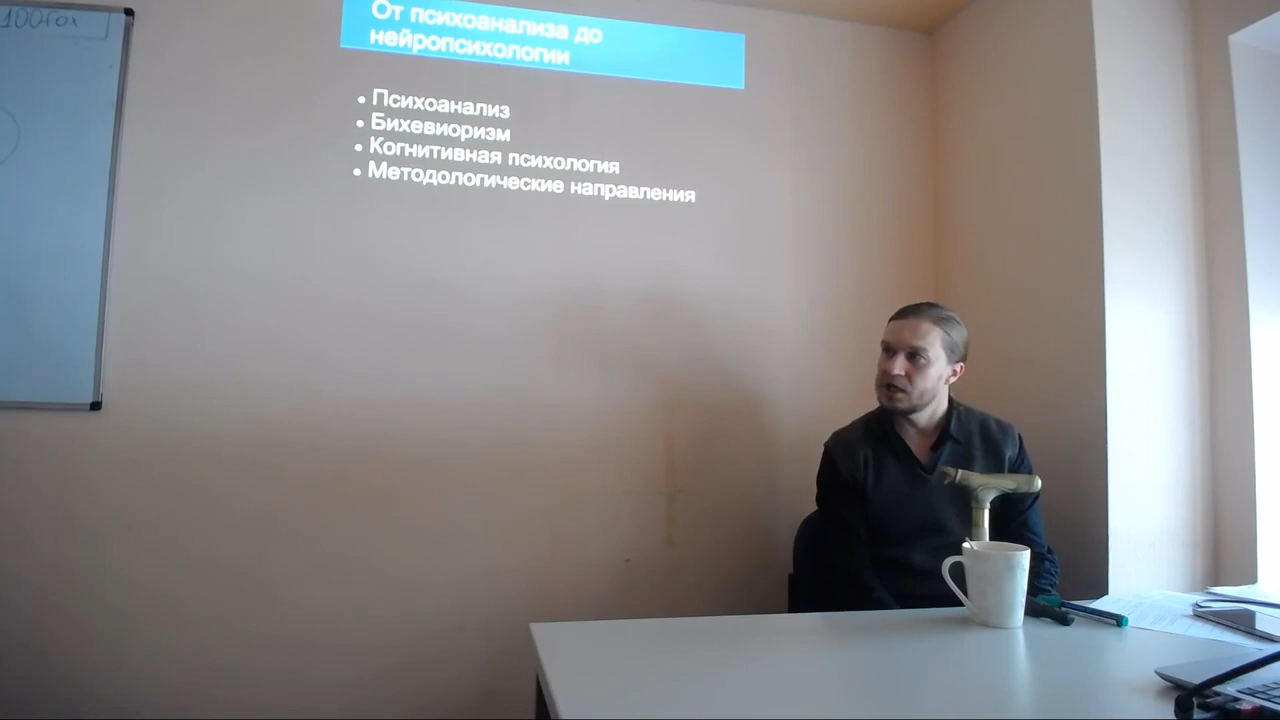 От психоанализа до
нейропсихологии
• Психоанализ
• Бихевиоризм
• Когнитивная психология
• Методологические направления